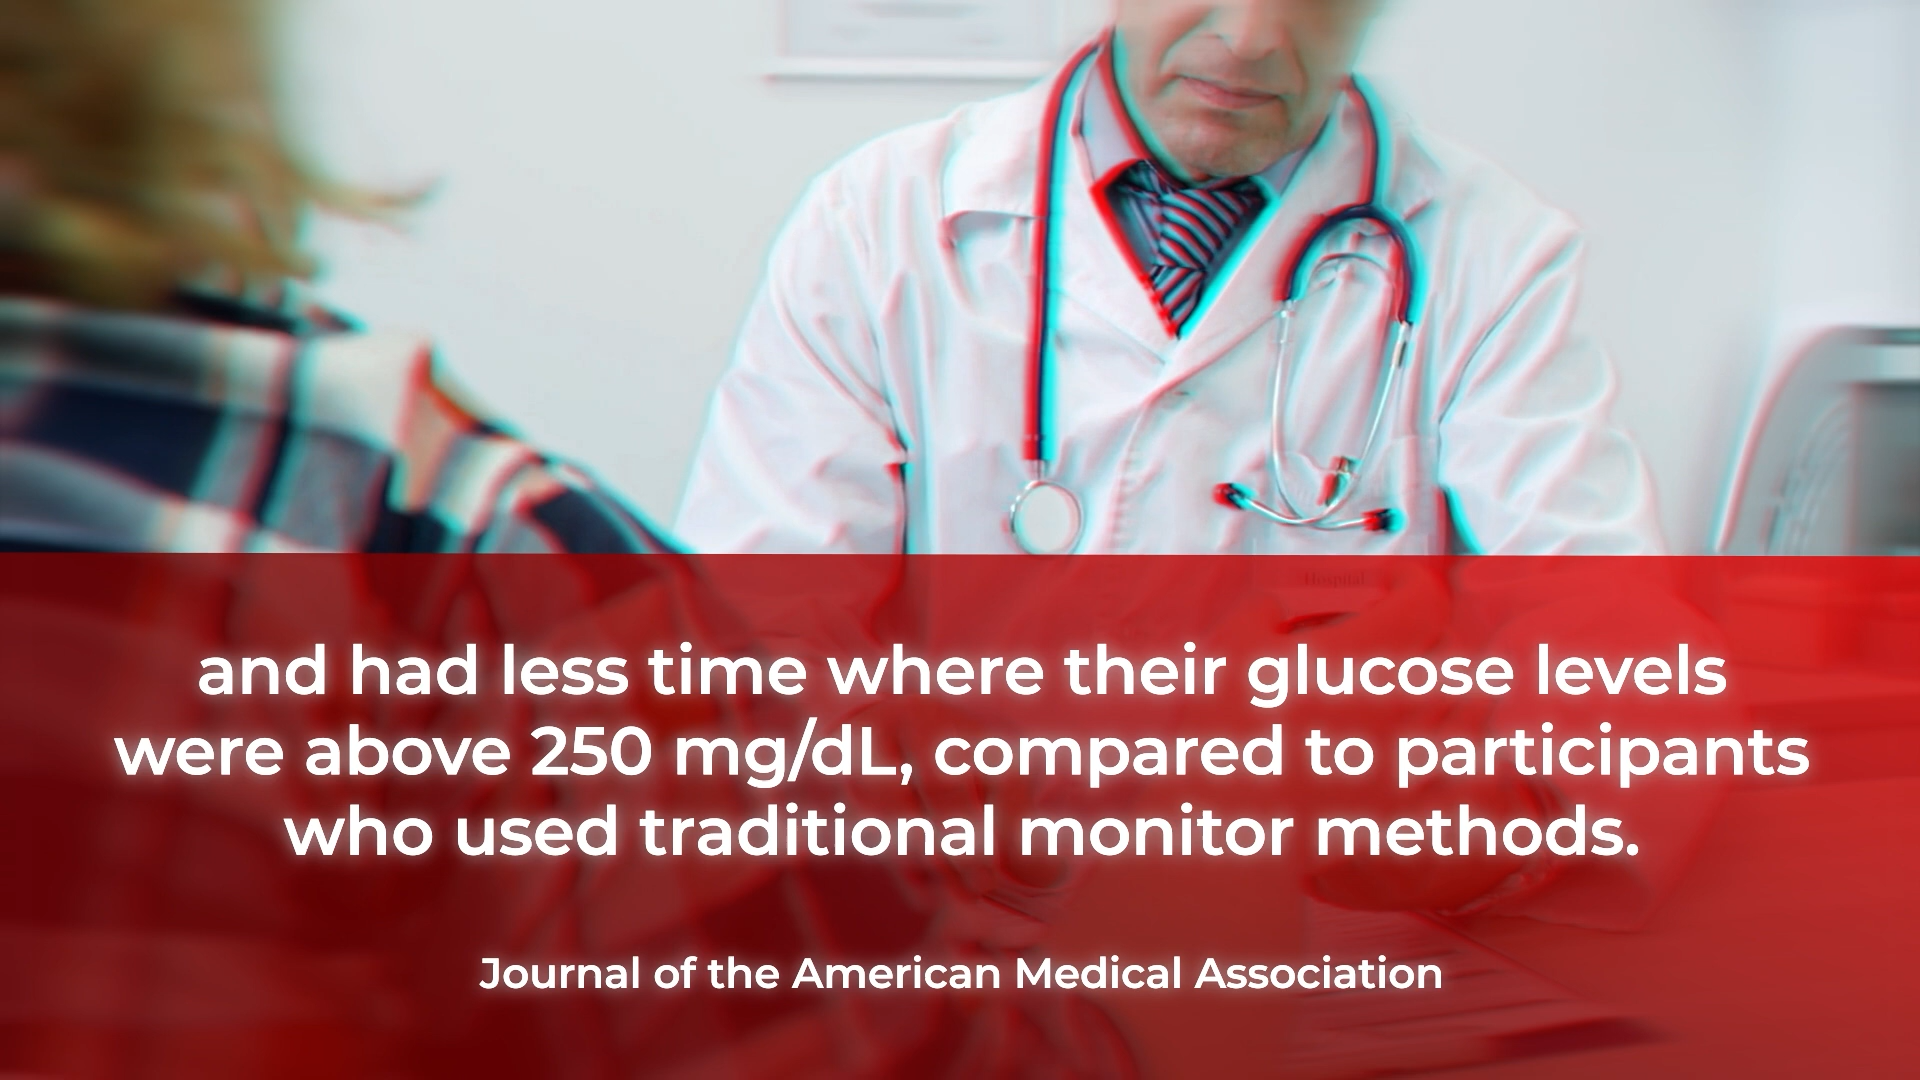 Hospital
and had less time where their glucose levels
were above 250 mg/dL, compared to participants
who used traditional monitor methods.
Journal of the American Medical Association